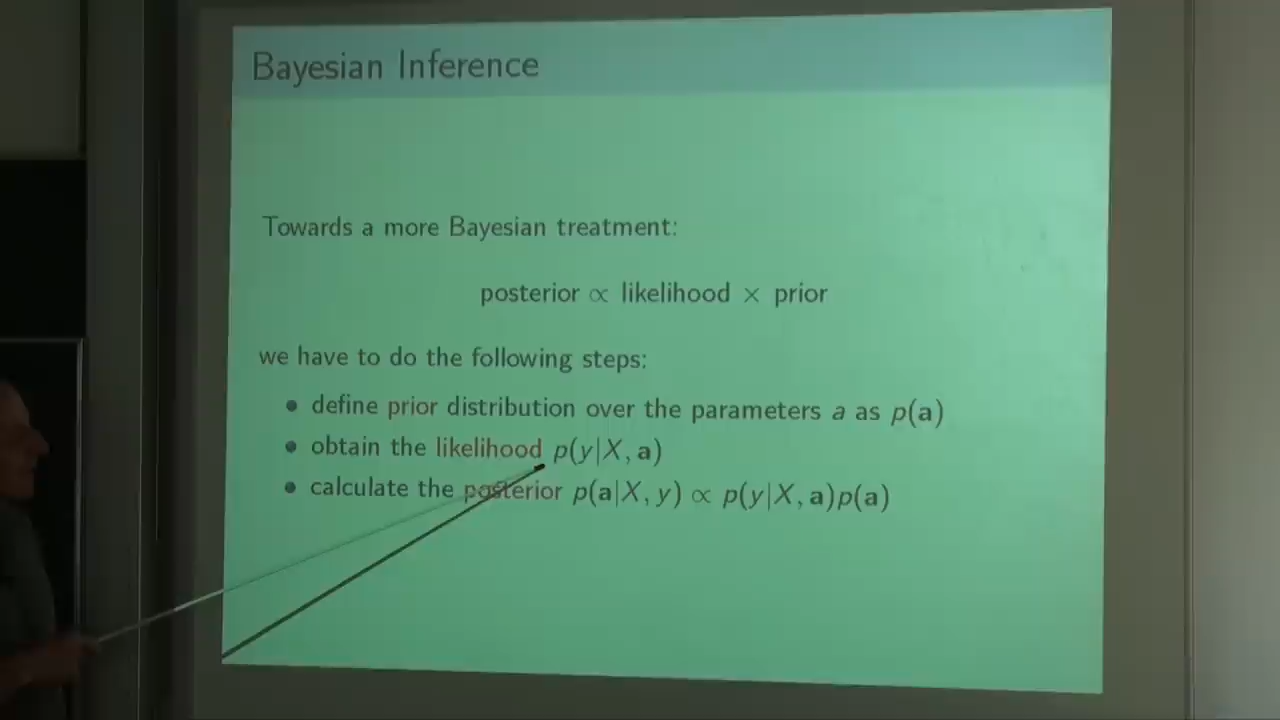 Bayesian Inference
Towards a more Bayesian treatment:
posterior ∝ likelihood × prior
we have to do the following steps:
• define prior distribution over the parameters a as p(a)
• obtain the likelihood p(y|X, a)
• calculate the posterior p(a|X, y) ∝ p(y|X, a)p(a)